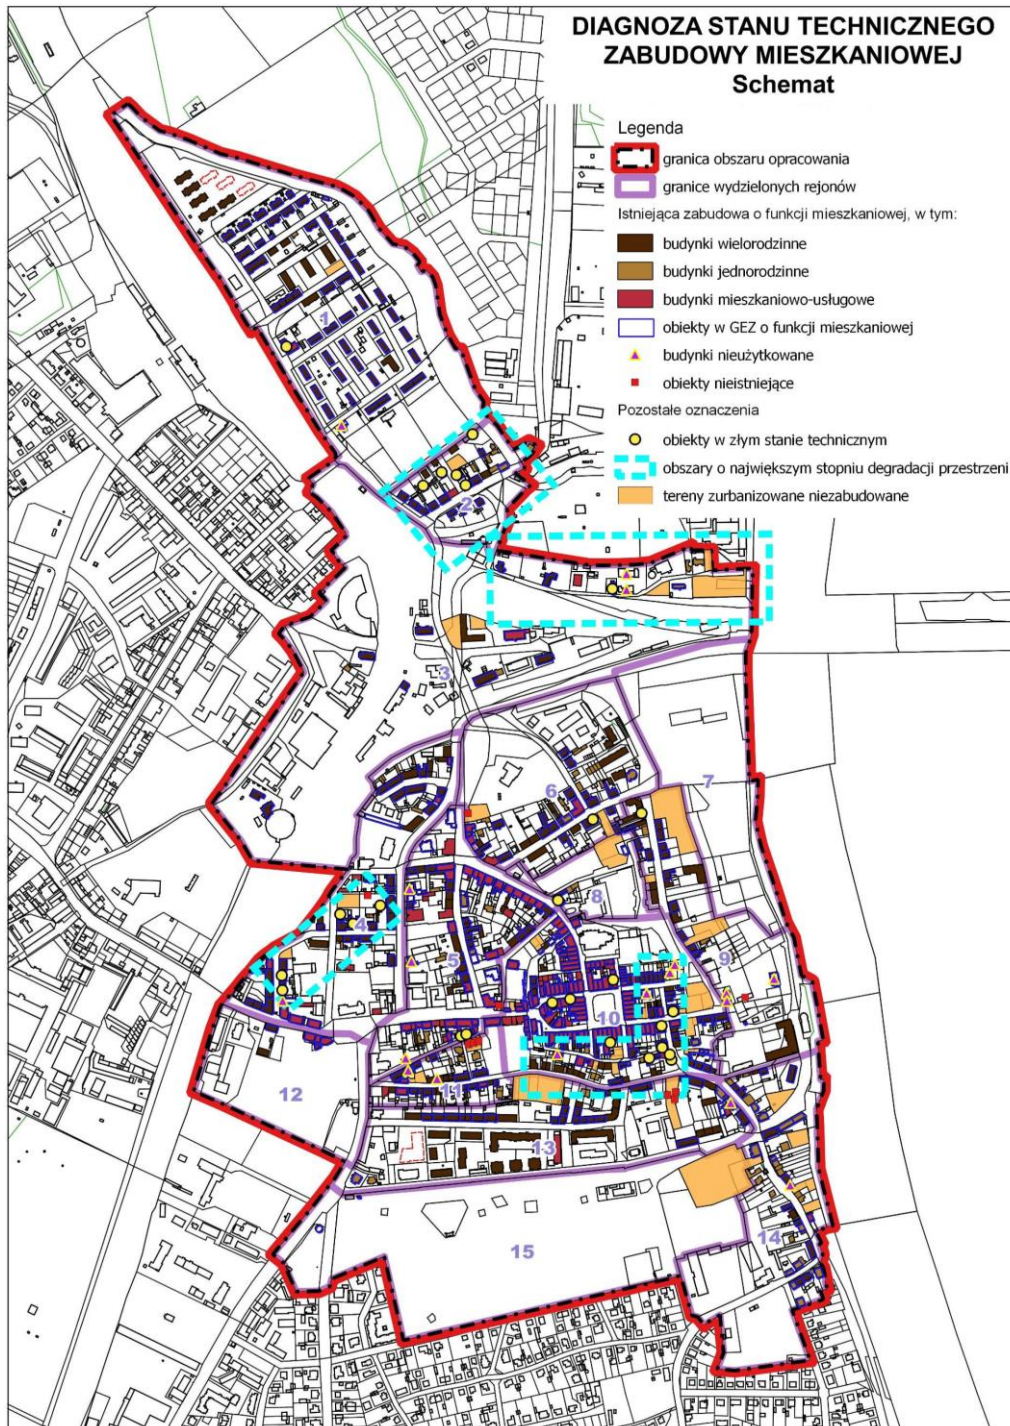 DIAGNOZA STANU TECHNICZNEGO
ZABUDOWY MIESZKANIOWEJ
Schemat
Legenda
granica obszaru opracowania
granice wydzielonych rejonów
Istniejąca zabudowa o funkcji mieszkaniowej, w tym:
budynki wielorodzinne
budynki jednorodzinne
budynki mieszkaniowo-usługowe
obiekty w GEZ o funkcji mieszkaniowej
budynki nieużytkowane
obiekty nieistniejące
Pozostałe oznaczenia
obiekty w złym stanie technicznym
obszary o największym stopniu degradacji przestrzeni
tereny zurbanizowane niezabudowane
1
2
3
6
7
8
4
5
9
10
11
12
13
14
15